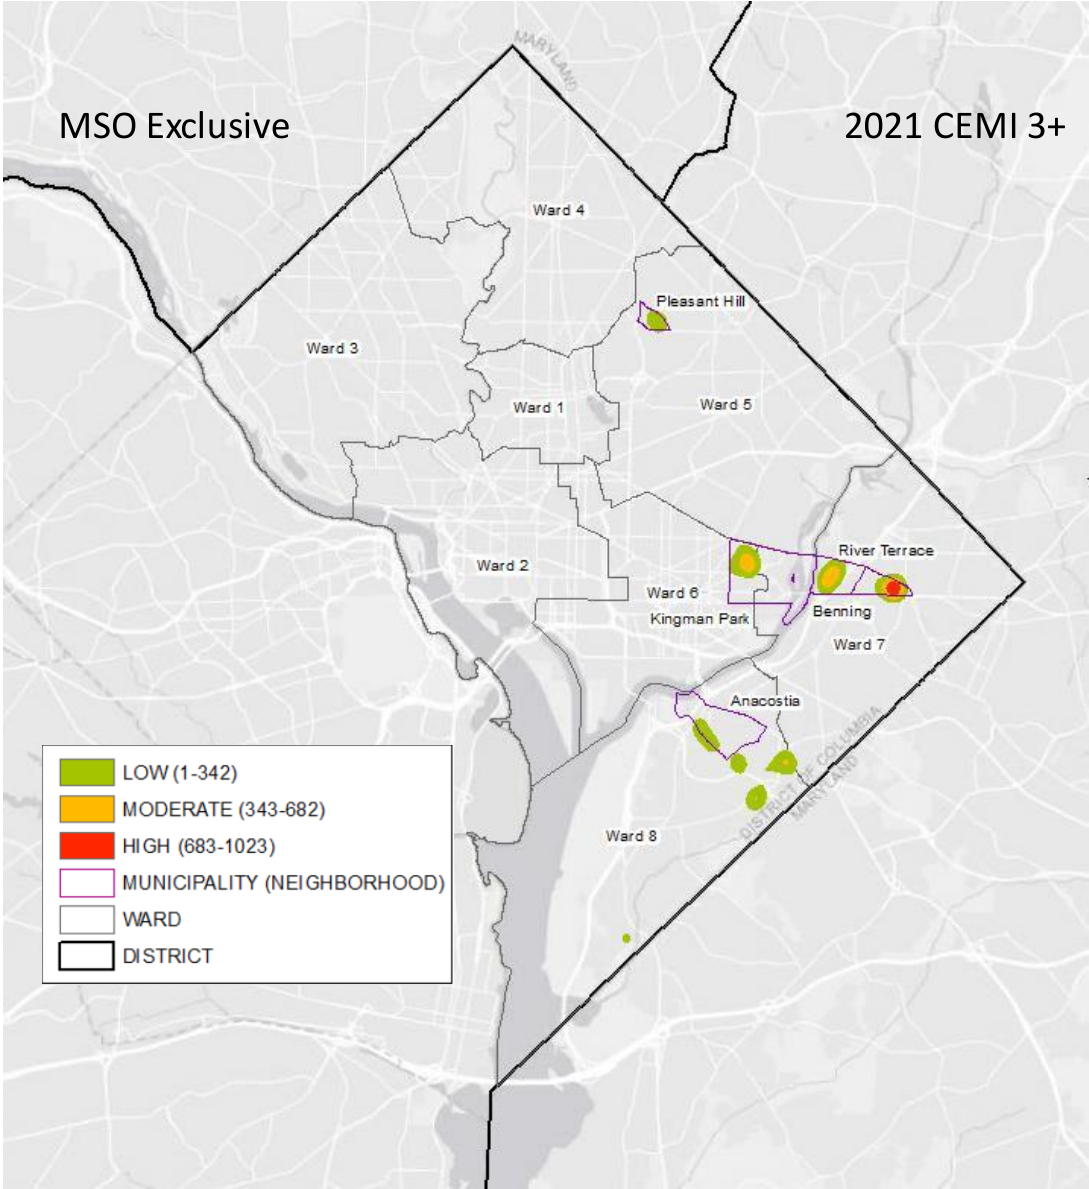 MARYLAND
MSO Exclusive
2021 CEMI 3+
Ward 4
Pleasant Hill
Ward 3
Ward 1
Ward 5
River Terrace
Ward 2
Ward 6
Kingman Park
Benning
Ward 7
Anacostia
DISTRICT OF COLUMBIA
MARYLAND
Ward 8
LOW (1-342)
MODERATE (343-682)
HIGH (683-1023)
MUNICIPALITY (NEIGHBORHOOD)
WARD
DISTRICT